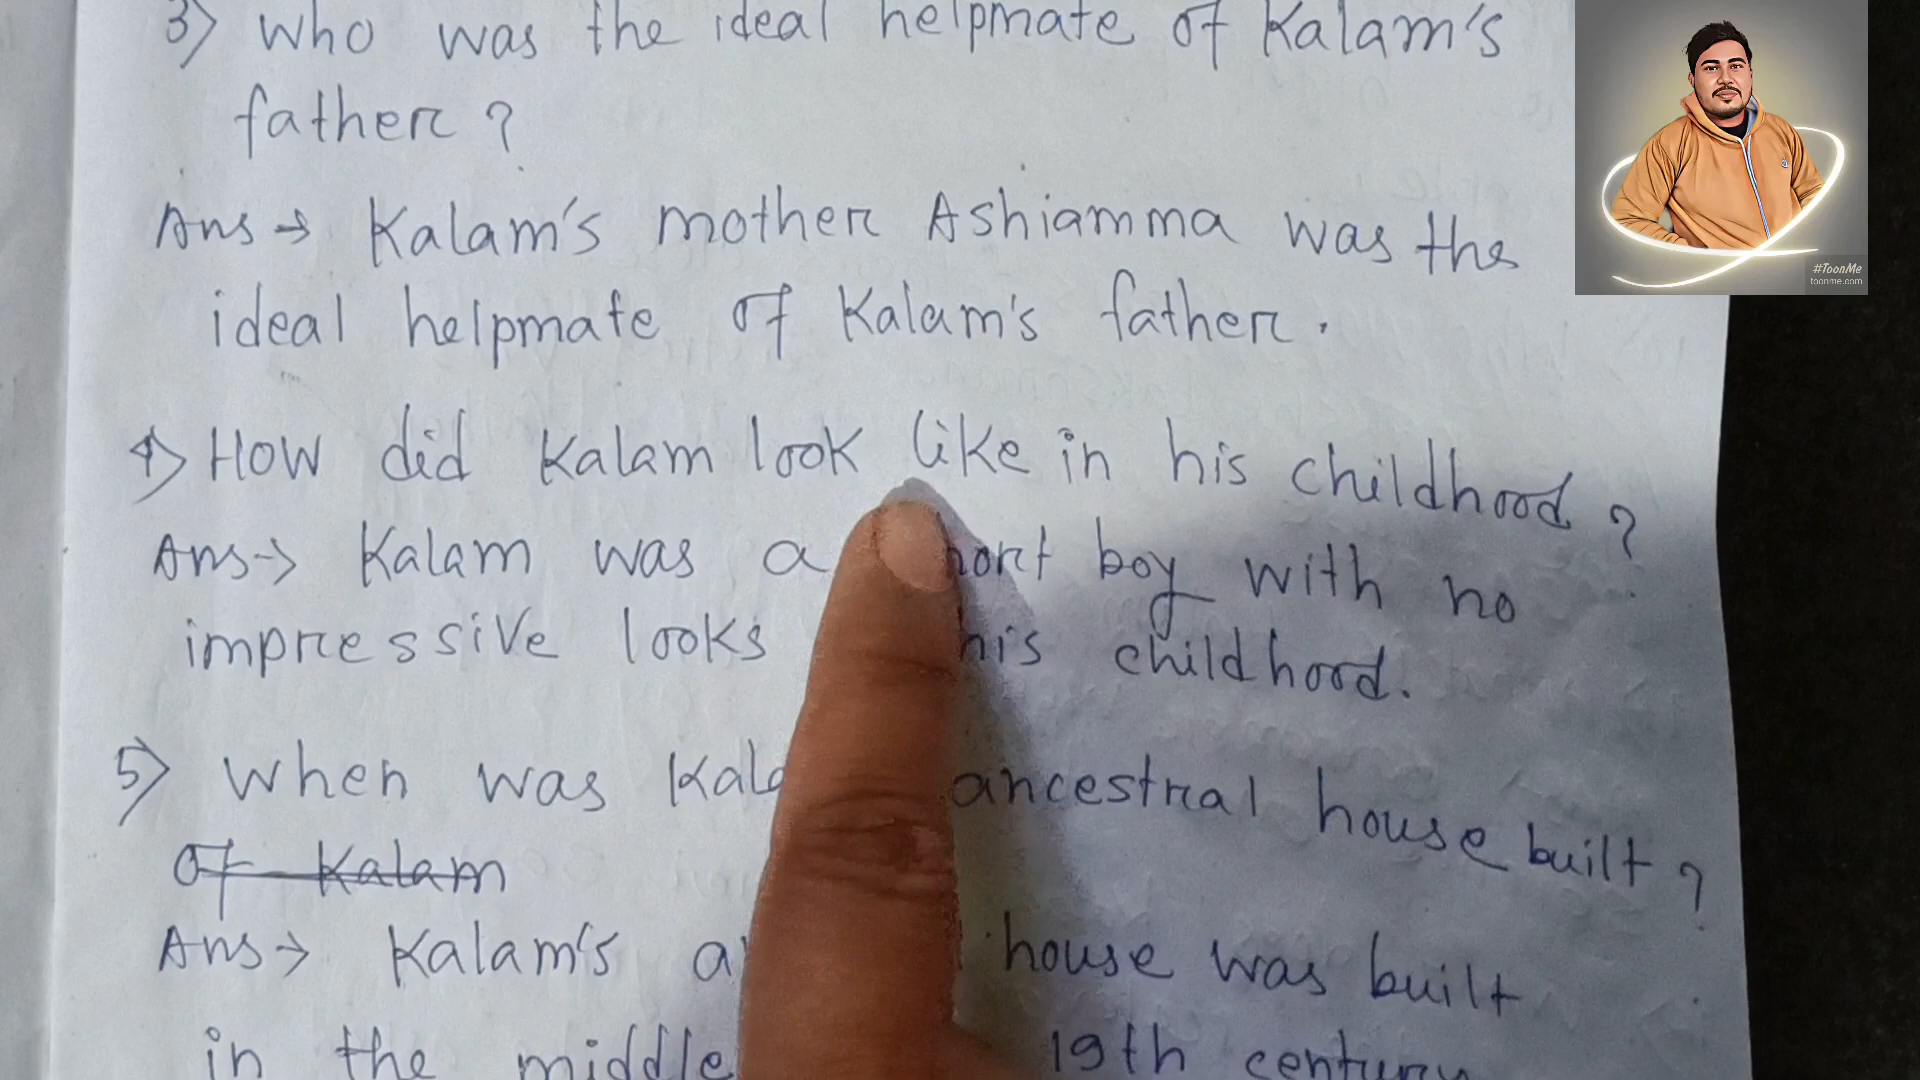 3) Who was the ideal helpmate of Kalam's
father?
Ans → Kalam's mother Ashiamma was the
ideal helpmate of Kalam's father.
4) How did Kalam look like in his childhood?
Ans → Kalam was a boy with no
impressive looks his childhood.
5) When was ancestral house built?
Of Kalam
Ans → Kalam's house was built
in the middle 19th century
#ToonMe
toonme.com